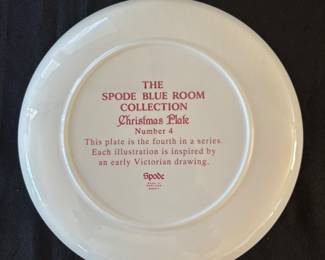 THE
SPODE BLUE ROOM
COLLECTION
Christmas Plate
Number 4
This plate is the fourth in a series.
Each illustration is inspired by
an early Victorian drawing.
Spode